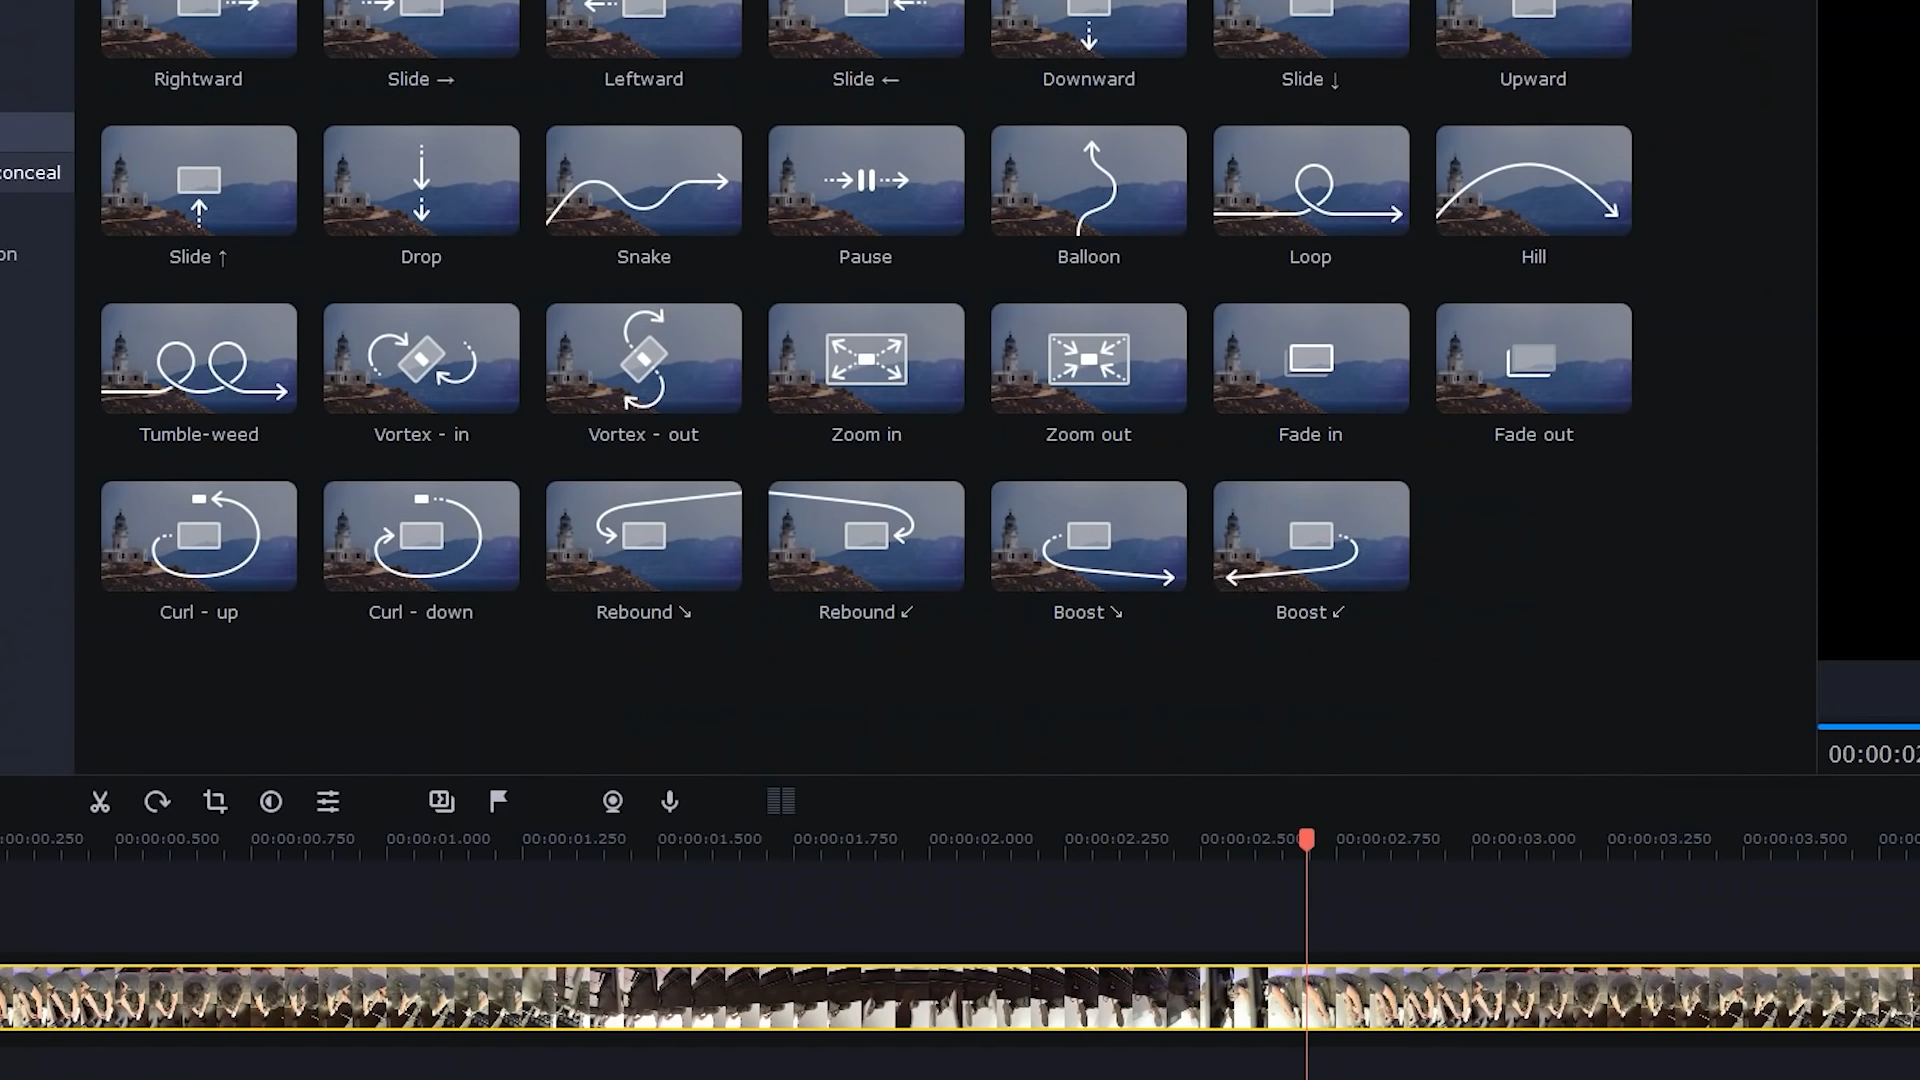 Rightward Slide → Leftward Slide ← Downward Slide ↓ Upward
onceal
on
Slide ↑ Drop Snake Pause Balloon Loop Hill
Tumble-weed Vortex - in Vortex - out Zoom in Zoom out Fade in Fade out
Curl - up Curl - down Rebound ↘ Rebound ↙ Boost ↘ Boost ↙
00:00:02
:00:00.250 00:00:00.500 00:00:00.750 00:00:01.000 00:00:01.250 00:00:01.500 00:00:01.750 00:00:02.000 00:00:02.250 00:00:02.500 00:00:02.750 00:00:03.000 00:00:03.250 00:00:03.500 00:00